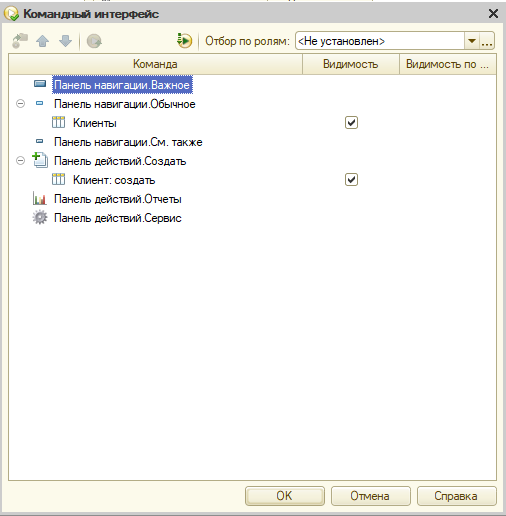 Командный интерфейс
Отбор по ролям: <Не установлен>
Команда Видимость Видимость по ...
Панель навигации.Важное
Панель навигации.Обычное
Клиенты
Панель навигации.См. также
Панель действий.Создать
Клиент: создать
Панель действий.Отчеты
Панель действий.Сервис
OK Отмена Справка